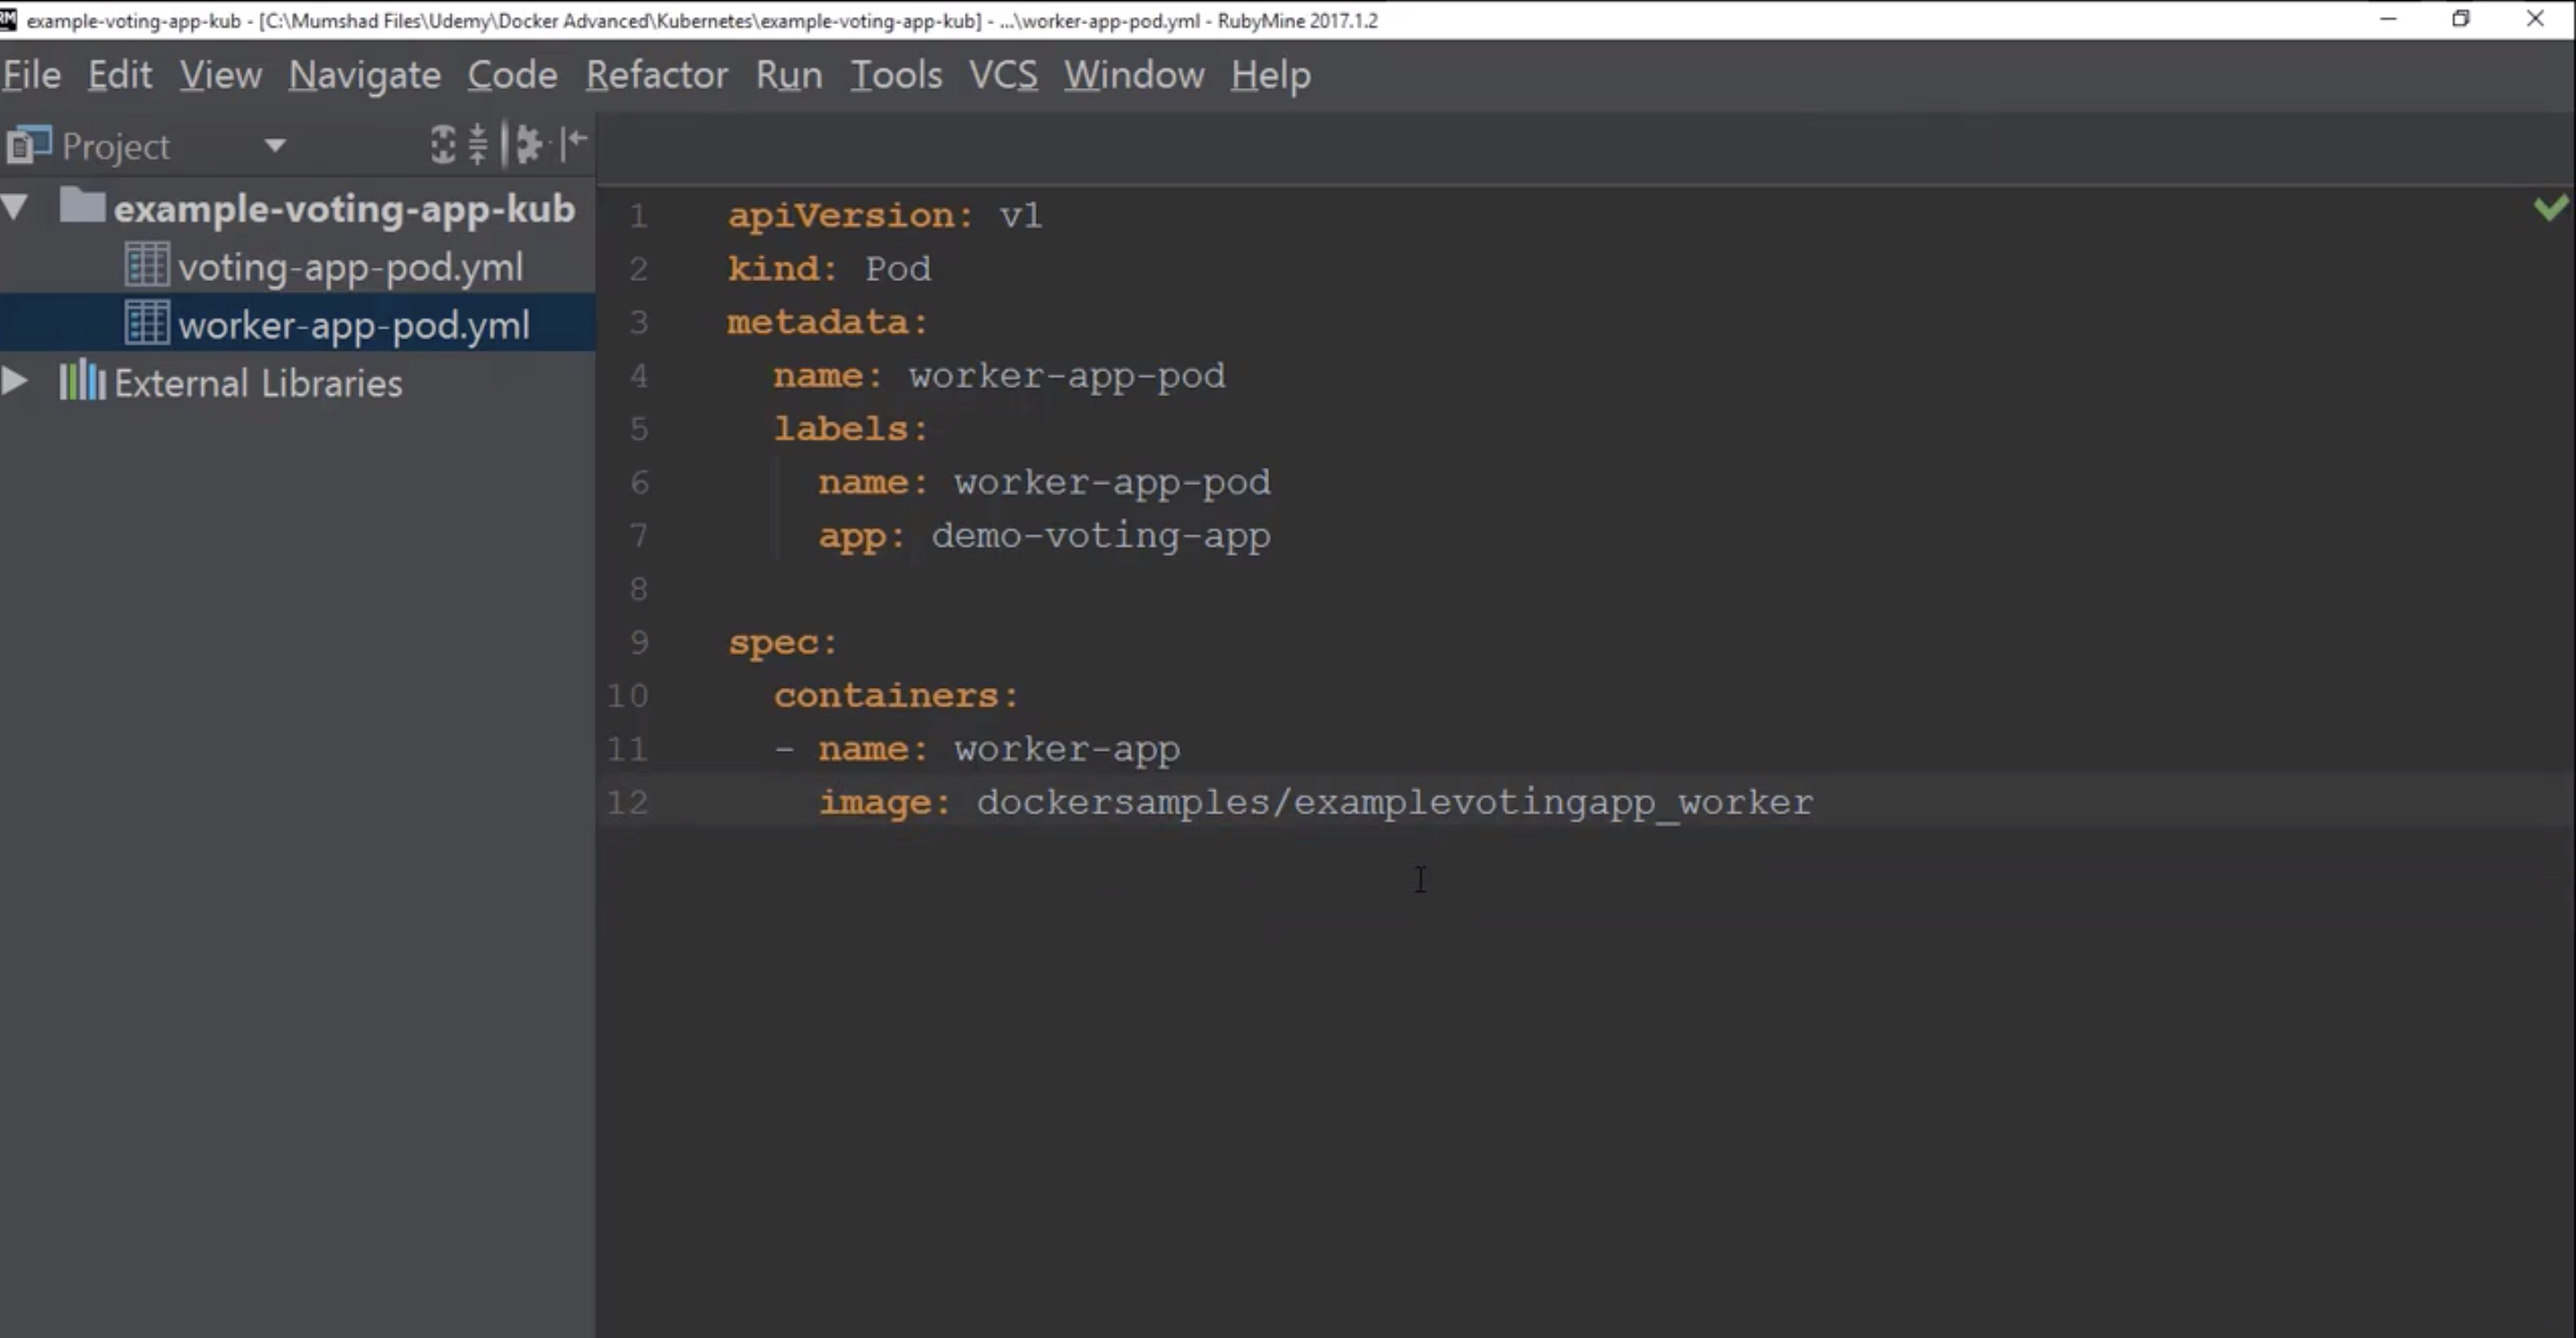 example-voting-app-kub - [C:\Mumshad Files\Udemy\Docker Advanced\Kubernetes\example-voting-app-kub] - ...\worker-app-pod.yml - RubyMine 2017.1.2
File Edit View Navigate Code Refactor Run Tools VCS Window Help
Project
example-voting-app-kub
voting-app-pod.yml
worker-app-pod.yml
External Libraries
1 apiVersion: v1
2 kind: Pod
3 metadata:
4 name: worker-app-pod
5 labels:
6 name: worker-app-pod
7 app: demo-voting-app
8
9 spec:
10 containers:
11 - name: worker-app
12 image: dockersamples/examplevotingapp_worker